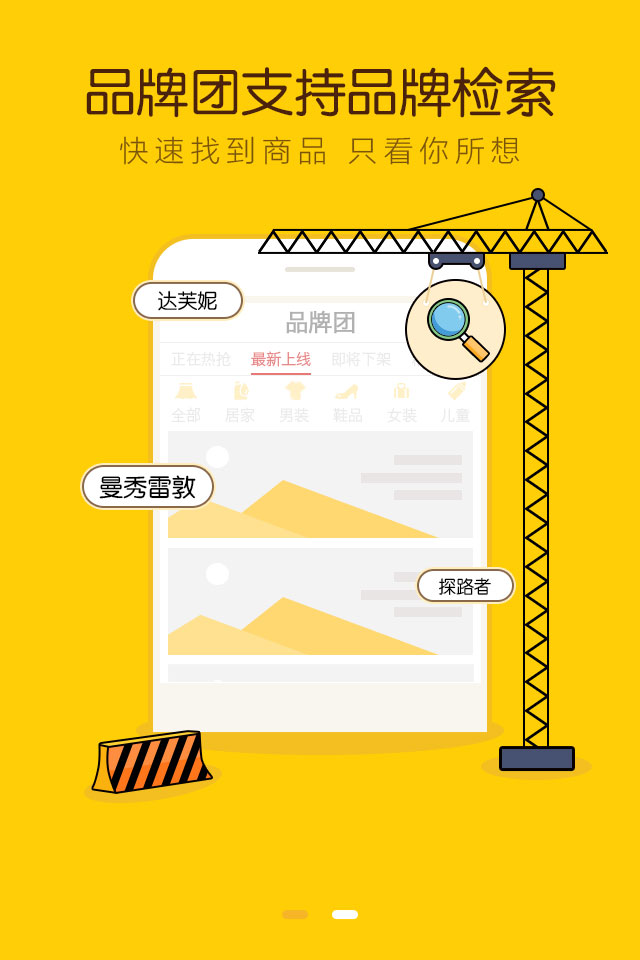 品牌团支持品牌检索
快速找到商品 只看你所想
达芙妮
品牌团
正在热抢 最新上线 即将下架
全部 居家 男装 鞋品 女装 儿童
曼秀雷敦
探路者